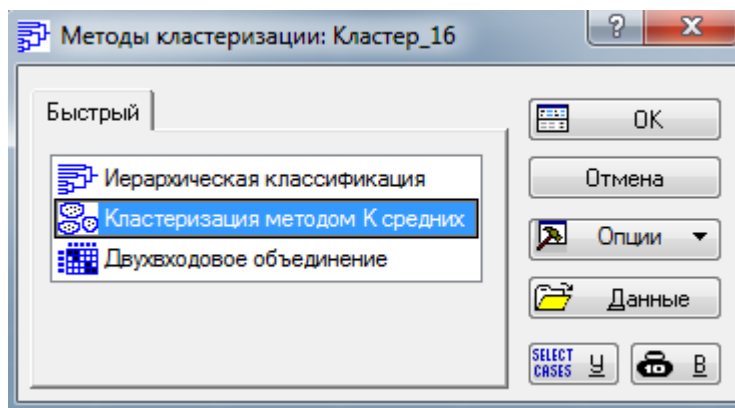 Методы кластеризации: Кластер_16
Быстрый
Иерархическая классификация
Кластеризация методом К средних
Двухвходовое объединение
OK
Отмена
Опции
Данные
SELECT CASES У
В